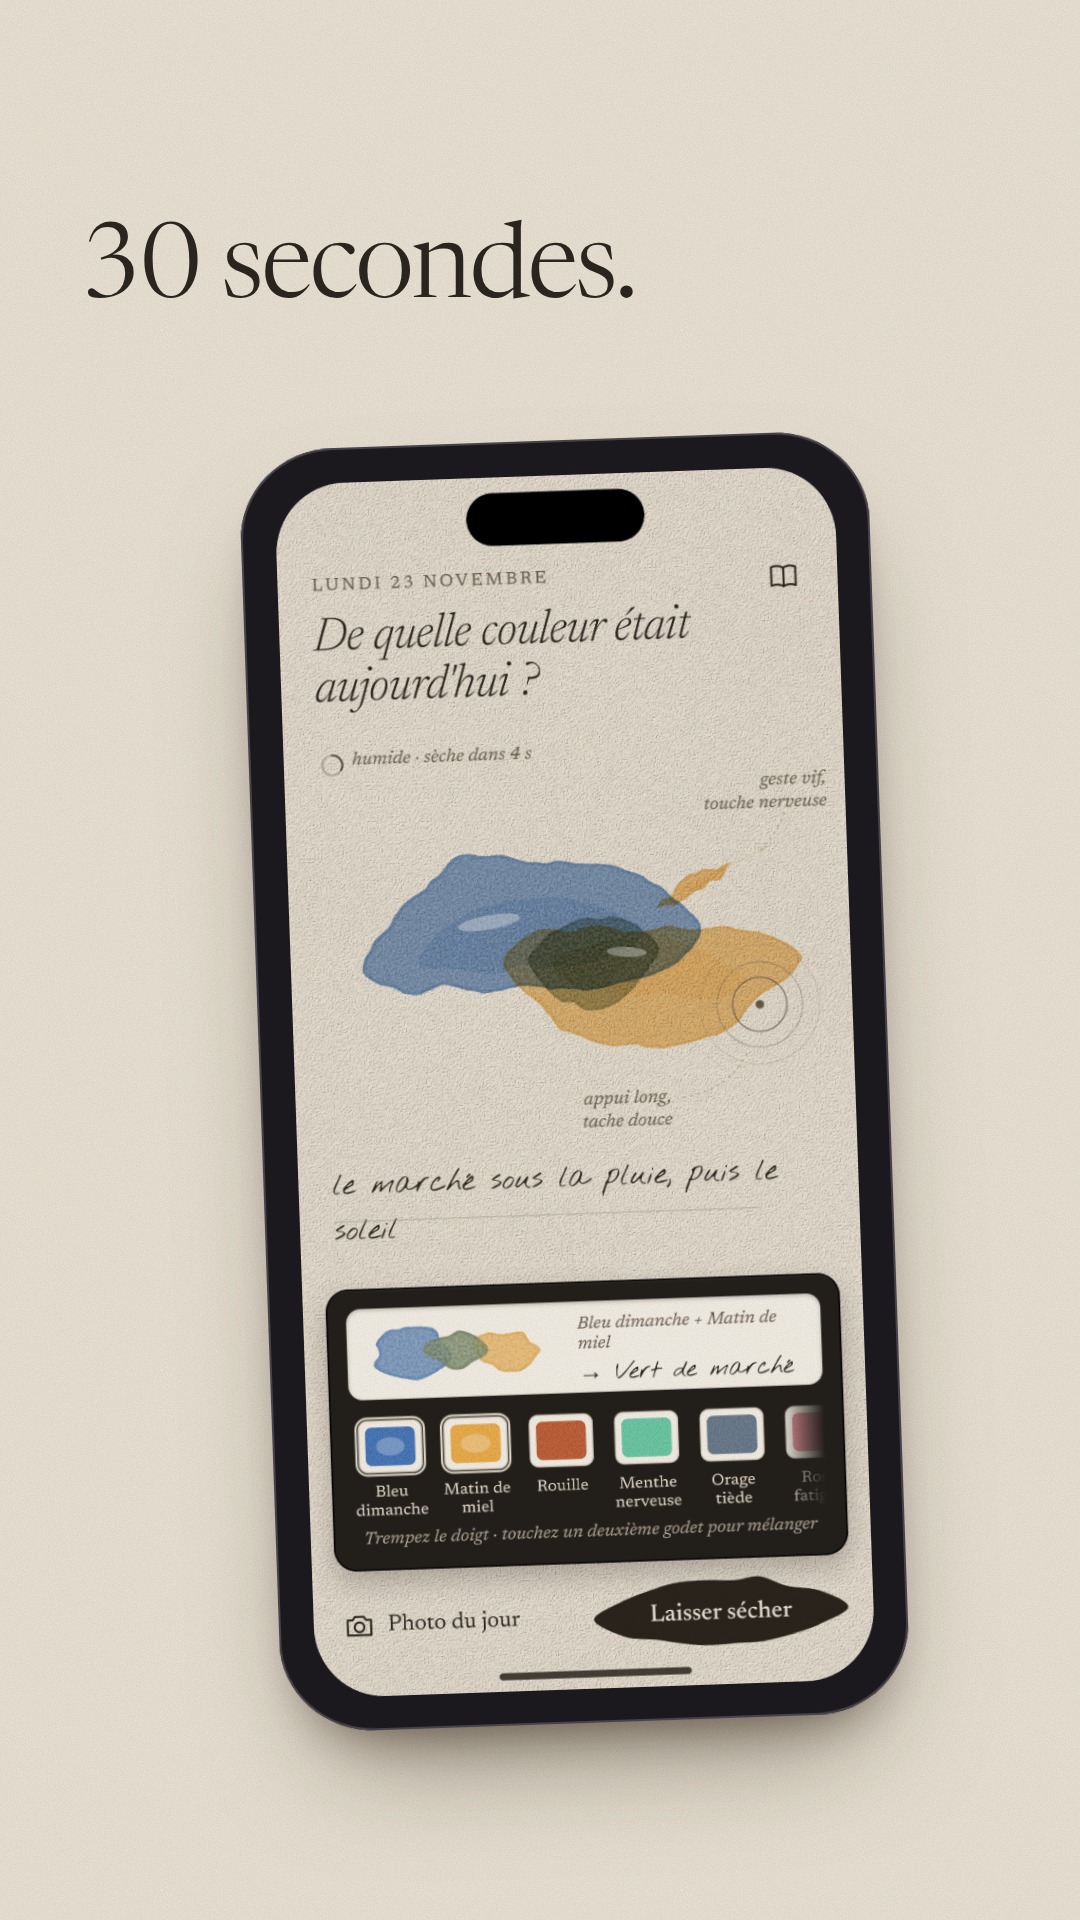 30 secondes.
LUNDI 23 NOVEMBRE
De quelle couleur était
aujourd'hui ?
humide · sèche dans 4 s
geste vif,
touche nerveuse
appui long,
tache douce
le marché sous la pluie, puis le
soleil
Bleu dimanche + Matin de
miel
→ Vert de marché
Bleu
dimanche
Matin de
miel
Rouille
Menthe
nerveuse
Orage
tiède
Trempez le doigt · touchez un deuxième godet pour mélanger
Photo du jour
Laisser sécher